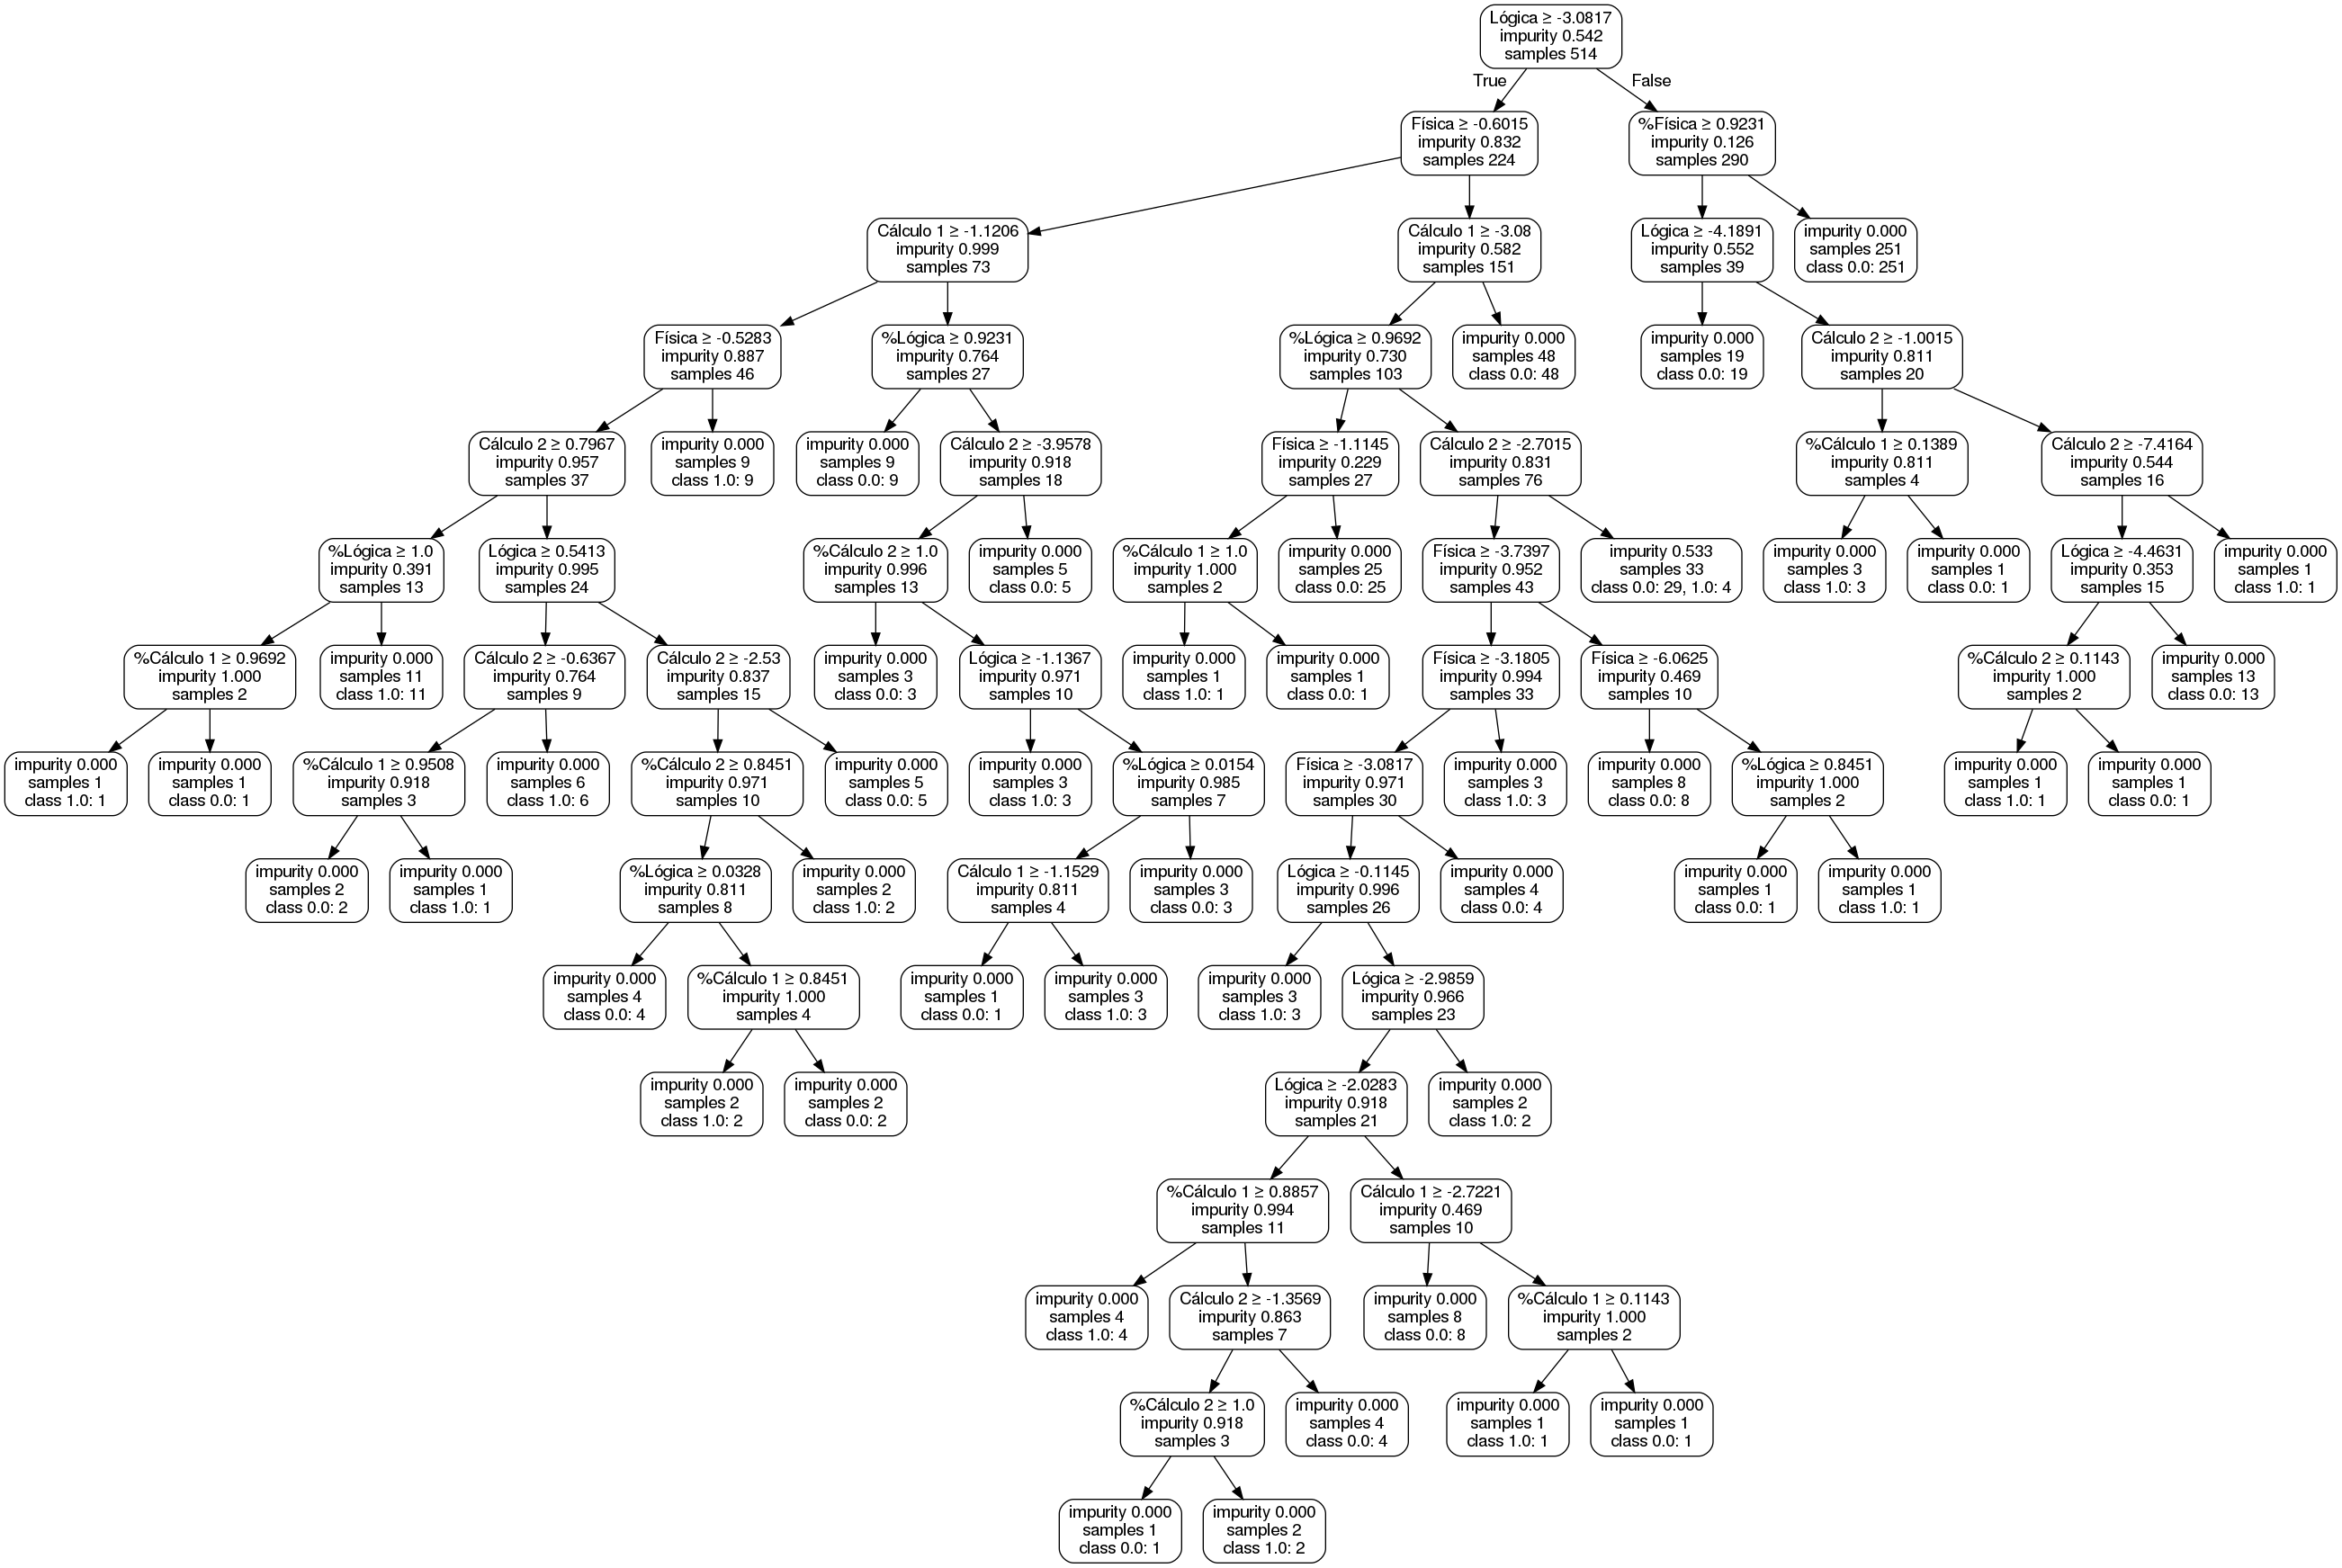 Lógica ≥ -3.0817
impurity 0.542
samples 514
True
False
Física ≥ -0.6015
impurity 0.832
samples 224
%Física ≥ 0.9231
impurity 0.126
samples 290
Cálculo 1 ≥ -1.1206
impurity 0.999
samples 73
Cálculo 1 ≥ -3.08
impurity 0.582
samples 151
Lógica ≥ -4.1891
impurity 0.552
samples 39
impurity 0.000
samples 251
class 0.0: 251
Física ≥ -0.5283
impurity 0.887
samples 46
%Lógica ≥ 0.9231
impurity 0.764
samples 27
%Lógica ≥ 0.9692
impurity 0.730
samples 103
impurity 0.000
samples 48
class 0.0: 48
impurity 0.000
samples 19
class 0.0: 19
Cálculo 2 ≥ -1.0015
impurity 0.811
samples 20
Cálculo 2 ≥ 0.7967
impurity 0.957
samples 37
impurity 0.000
samples 9
class 1.0: 9
impurity 0.000
samples 9
class 0.0: 9
Cálculo 2 ≥ -3.9578
impurity 0.918
samples 18
Física ≥ -1.1145
impurity 0.229
samples 27
Cálculo 2 ≥ -2.7015
impurity 0.831
samples 76
%Cálculo 1 ≥ 0.1389
impurity 0.811
samples 4
Cálculo 2 ≥ -7.4164
impurity 0.544
samples 16
%Lógica ≥ 1.0
impurity 0.391
samples 13
Lógica ≥ 0.5413
impurity 0.995
samples 24
%Cálculo 2 ≥ 1.0
impurity 0.996
samples 13
impurity 0.000
samples 5
class 0.0: 5
%Cálculo 1 ≥ 1.0
impurity 1.000
samples 2
impurity 0.000
samples 25
class 0.0: 25
Física ≥ -3.7397
impurity 0.952
samples 43
impurity 0.533
samples 33
class 0.0: 29, 1.0: 4
impurity 0.000
samples 3
class 1.0: 3
impurity 0.000
samples 1
class 0.0: 1
Lógica ≥ -4.4631
impurity 0.353
samples 15
impurity 0.000
samples 1
class 1.0: 1
%Cálculo 1 ≥ 0.9692
impurity 1.000
samples 2
impurity 0.000
samples 11
class 1.0: 11
Cálculo 2 ≥ -0.6367
impurity 0.764
samples 9
Cálculo 2 ≥ -2.53
impurity 0.837
samples 15
impurity 0.000
samples 3
class 0.0: 3
Lógica ≥ -1.1367
impurity 0.971
samples 10
impurity 0.000
samples 1
class 1.0: 1
impurity 0.000
samples 1
class 0.0: 1
Física ≥ -3.1805
impurity 0.994
samples 33
Física ≥ -6.0625
impurity 0.469
samples 10
%Cálculo 2 ≥ 0.1143
impurity 1.000
samples 2
impurity 0.000
samples 13
class 0.0: 13
impurity 0.000
samples 1
class 1.0: 1
impurity 0.000
samples 1
class 0.0: 1
%Cálculo 1 ≥ 0.9508
impurity 0.918
samples 3
impurity 0.000
samples 6
class 1.0: 6
%Cálculo 2 ≥ 0.8451
impurity 0.971
samples 10
impurity 0.000
samples 5
class 0.0: 5
impurity 0.000
samples 3
class 1.0: 3
%Lógica ≥ 0.0154
impurity 0.985
samples 7
Física ≥ -3.0817
impurity 0.971
samples 30
impurity 0.000
samples 3
class 1.0: 3
impurity 0.000
samples 8
class 0.0: 8
%Lógica ≥ 0.8451
impurity 1.000
samples 2
impurity 0.000
samples 1
class 1.0: 1
impurity 0.000
samples 1
class 0.0: 1
impurity 0.000
samples 2
class 0.0: 2
impurity 0.000
samples 1
class 1.0: 1
%Lógica ≥ 0.0328
impurity 0.811
samples 8
impurity 0.000
samples 2
class 1.0: 2
Cálculo 1 ≥ -1.1529
impurity 0.811
samples 4
impurity 0.000
samples 3
class 0.0: 3
Lógica ≥ -0.1145
impurity 0.996
samples 26
impurity 0.000
samples 4
class 0.0: 4
impurity 0.000
samples 1
class 0.0: 1
impurity 0.000
samples 1
class 1.0: 1
impurity 0.000
samples 4
class 0.0: 4
%Cálculo 1 ≥ 0.8451
impurity 1.000
samples 4
impurity 0.000
samples 1
class 0.0: 1
impurity 0.000
samples 3
class 1.0: 3
impurity 0.000
samples 3
class 1.0: 3
Lógica ≥ -2.9859
impurity 0.966
samples 23
impurity 0.000
samples 2
class 1.0: 2
impurity 0.000
samples 2
class 0.0: 2
Lógica ≥ -2.0283
impurity 0.918
samples 21
impurity 0.000
samples 2
class 1.0: 2
%Cálculo 1 ≥ 0.8857
impurity 0.994
samples 11
Cálculo 1 ≥ -2.7221
impurity 0.469
samples 10
impurity 0.000
samples 4
class 1.0: 4
Cálculo 2 ≥ -1.3569
impurity 0.863
samples 7
impurity 0.000
samples 8
class 0.0: 8
%Cálculo 1 ≥ 0.1143
impurity 1.000
samples 2
%Cálculo 2 ≥ 1.0
impurity 0.918
samples 3
impurity 0.000
samples 4
class 0.0: 4
impurity 0.000
samples 1
class 1.0: 1
impurity 0.000
samples 1
class 0.0: 1
impurity 0.000
samples 1
class 0.0: 1
impurity 0.000
samples 2
class 1.0: 2